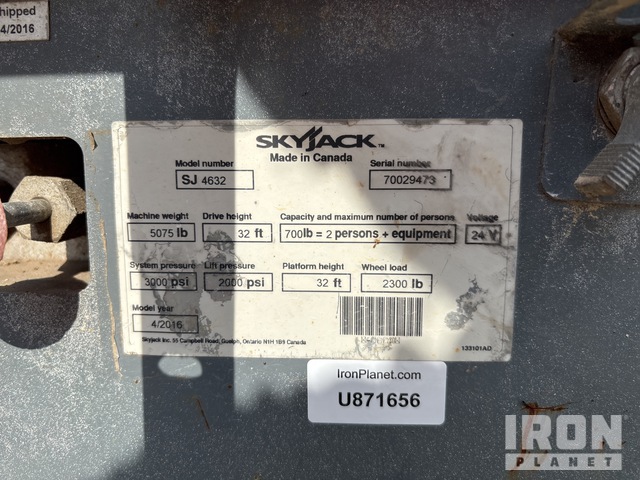 hipped
4/2016
SKYJACK™
Made in Canada
Model number Serial number
SJ 4632 70029473
Machine weight Drive height Capacity and maximum number of persons Voltage
5075 lb 32 ft 700lb = 2 persons + equipment 24 V
System pressure Lift pressure Platform height Wheel load
3000 psi 2000 psi 32 ft 2300 lb
Model year
4/2016
Skyjack Inc. 55 Campbell Road, Guelph, Ontario N1H 1B9 Canada
133101AD
IronPlanet.com
U871656
IRON
PLANET